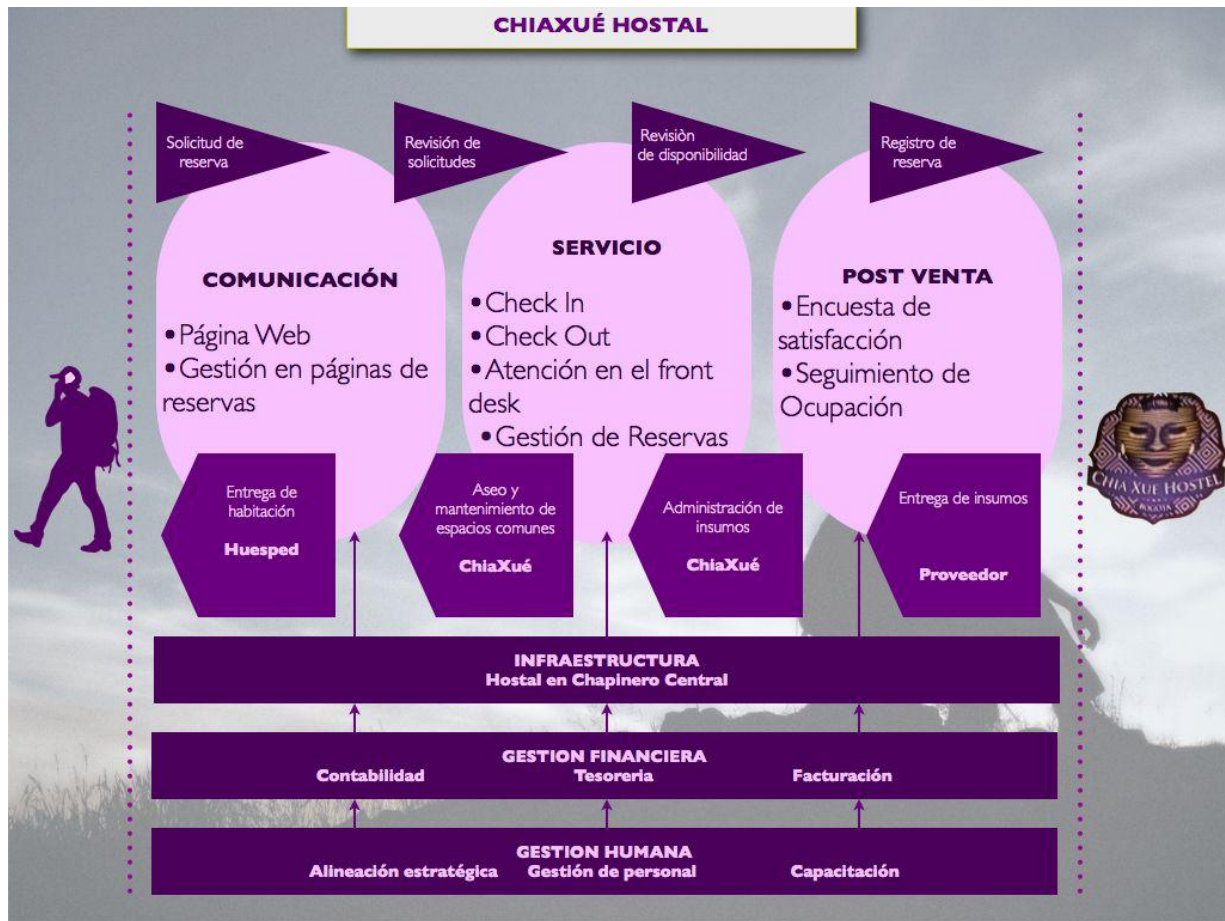 CHIAXUÉ HOSTAL
Solicitud de
reserva
Revisión de
solicitudes
Revisiòn
de disponibilidad
Registro de
reserva
COMUNICACIÓN
•Página Web
•Gestión en páginas de
reservas
SERVICIO
•Check In
•Check Out
•Atención en el front
desk
•Gestión de Reservas
POST VENTA
•Encuesta de
satisfacción
•Seguimiento de
Ocupación
Entrega de
habitación
Huesped
Aseo y
mantenimiento de
espacios comunes
ChiaXué
Administración de
insumos
ChiaXué
Entrega de insumos
Proveedor
CHIA XUE HOSTEL
BOGOTA
INFRAESTRUCTURA
Hostal en Chapinero Central
GESTION FINANCIERA
Contabilidad Tesoreria Facturación
GESTION HUMANA
Alineación estratégica Gestión de personal Capacitación